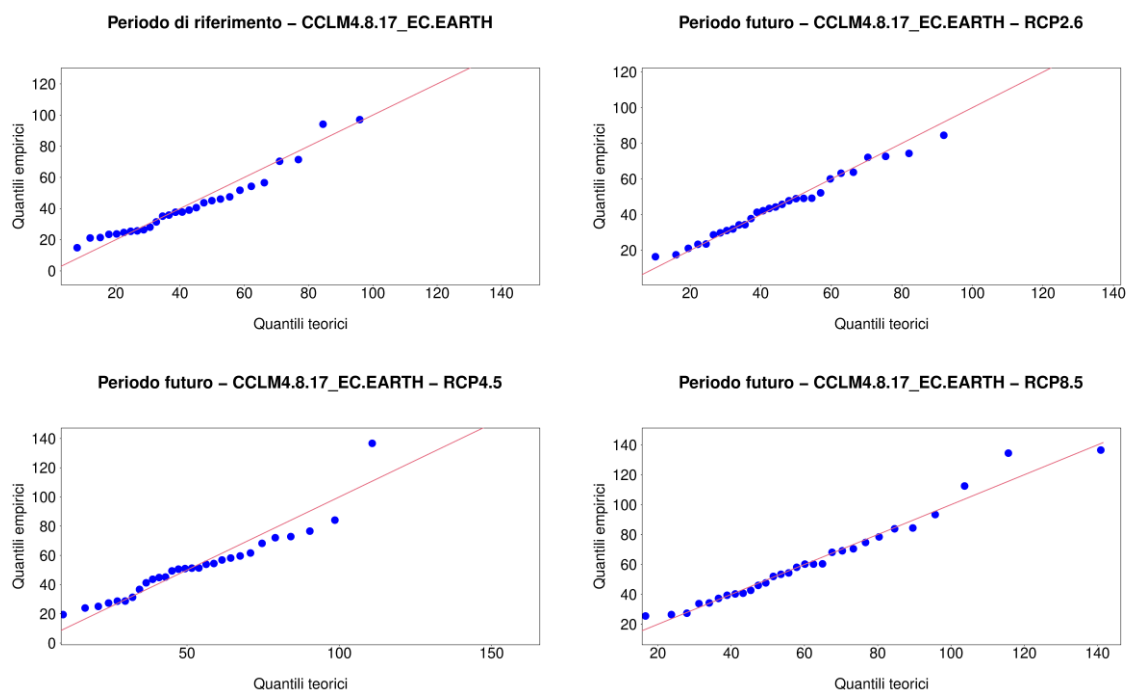 Periodo di riferimento – CCLM4.8.17_EC.EARTH
Quantili empirici
120
100
80
60
40
20
0
20 40 60 80 100 120 140
Quantili teorici
Periodo futuro – CCLM4.8.17_EC.EARTH – RCP2.6
Quantili empirici
120
100
80
60
40
20
20 40 60 80 100 120 140
Quantili teorici
Periodo futuro – CCLM4.8.17_EC.EARTH – RCP4.5
Quantili empirici
140
120
100
80
60
40
20
0
50 100 150
Quantili teorici
Periodo futuro – CCLM4.8.17_EC.EARTH – RCP8.5
Quantili empirici
140
120
100
80
60
40
20
20 40 60 80 100 120 140
Quantili teorici